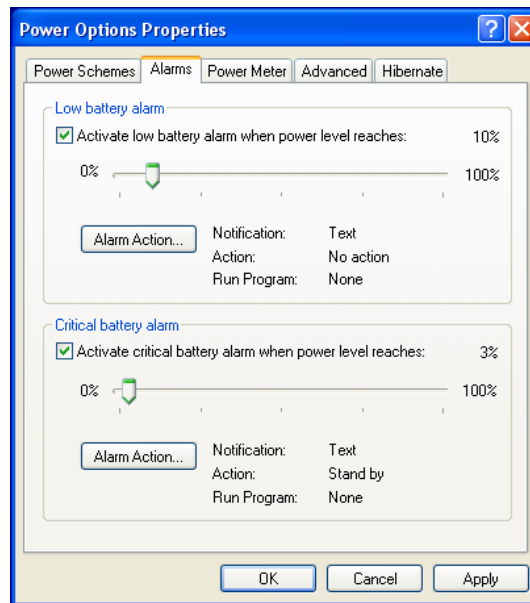 Power Options Properties
Power Schemes Alarms Power Meter Advanced Hibernate
Low battery alarm
Activate low battery alarm when power level reaches: 10%
0% 100%
Alarm Action... Notification: Text
Action: No action
Run Program: None
Critical battery alarm
Activate critical battery alarm when power level reaches: 3%
0% 100%
Alarm Action... Notification: Text
Action: Stand by
Run Program: None
OK Cancel Apply